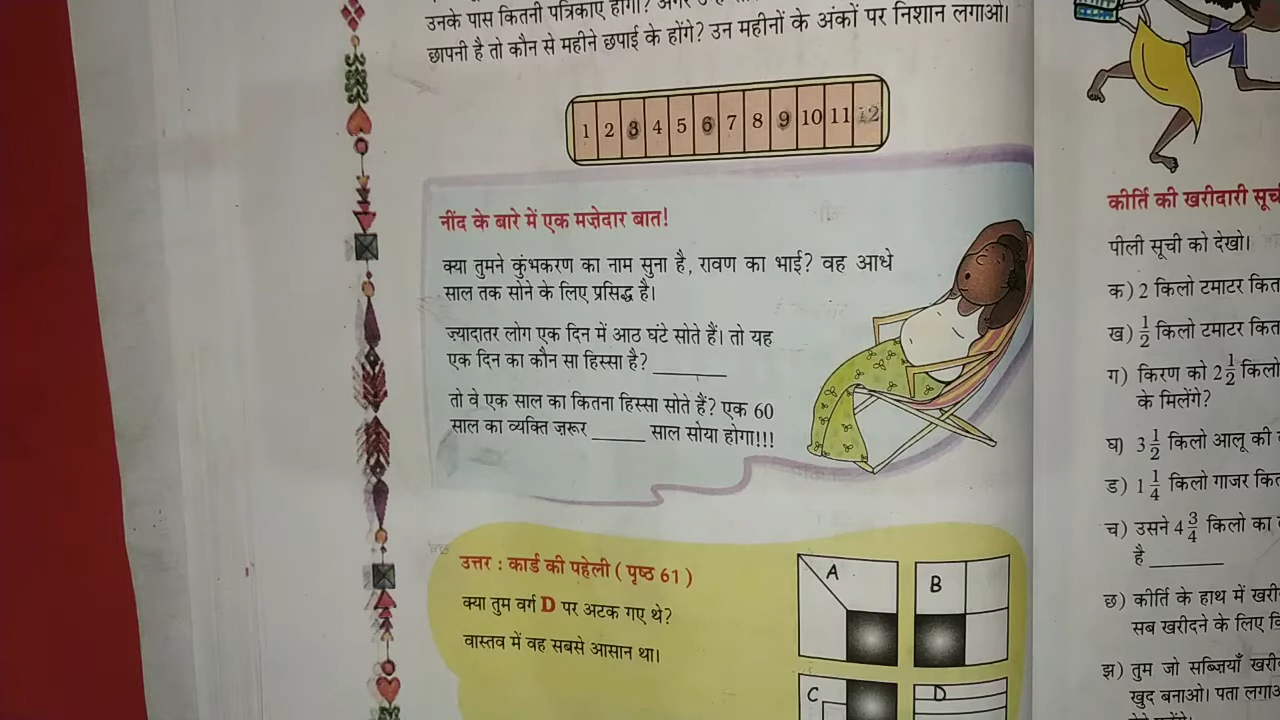 उनके पास कितनी पत्रिकाएँ होंगी?
छापनी है तो कौन से महीने छपाई के होंगे? उन महीनों के अंकों पर निशान लगाओ।
1 2 3 4 5 6 7 8 9 10 11 12
नींद के बारे में एक मज़ेदार बात!
क्या तुमने कुंभकरण का नाम सुना है, रावण का भाई? वह आधे
साल तक सोने के लिए प्रसिद्ध है।
ज़्यादातर लोग एक दिन में आठ घंटे सोते हैं। तो यह
एक दिन का कौन सा हिस्सा है? ________
तो वे एक साल का कितना हिस्सा सोते हैं? एक 60
साल का व्यक्ति ज़रूर ______ साल सोया होगा!!!
उत्तर : कार्ड की पहेली ( पृष्ठ 61 )
क्या तुम वर्ग D पर अटक गए थे?
वास्तव में वह सबसे आसान था।
A
B
C
D
कीर्ति की खरीदारी
पीली सूची को देखो।
क) 2 किलो टमाटर
ख) 1/2 किलो टमाटर
ग) किरण को 2 1/2 किलो
के मिलेंगे?
घ) 3 1/2 किलो आलू की
ड) 1 1/4 किलो गाजर
च) उसने 4 3/4 किलो का
है ________
छ) कीर्ति के हाथ में
सब खरीदने के लिए
झ) तुम जो सब्ज़ियाँ
खुद बनाओ। पता